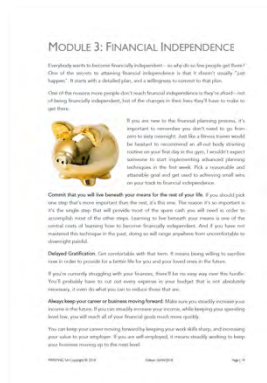 MODULE 3: FINANCIAL INDEPENDENCE
Everybody wants to become financially independent – so why do so few people get there?
One of the secrets to attaining financial independence is that it doesn't usually "just
happen". It starts with a detailed plan, and a willingness to commit to that plan.
One of the reasons more people don't reach financial independence is they're afraid – not
of being financially independent, but of the changes in their lives they'll have to make to
get there.
If you are new to the financial planning process, it's
important to remember you don't need to go from
zero to sixty overnight. Just like a fitness trainer would
be hesitant to recommend an all-out body straining
routine on your first day in the gym, I wouldn't expect
someone to start implementing advanced planning
techniques in the first week. Pick a reasonable and
attainable goal and get used to achieving small wins
on your track to financial independence.
Commit that you will live beneath your means for the rest of your life. If you should pick
one step that's more important than the rest, it's this one. The reason it's so important is
it's the single step that will provide most of the spare cash you will need in order to
accomplish most of the other steps. Learning to live beneath your means is one of the
central costs of learning how to become financially independent. And if you have not
mastered this technique in the past, doing so will range anywhere from uncomfortable to
downright painful.
Delayed Gratification. Get comfortable with that term. It means being willing to sacrifice
now in order to provide for a better life for you and your loved ones in the future.
If you're currently struggling with your finances, there'll be no easy way over this hurdle.
You'll probably have to cut out every expense in your budget that is not absolutely
necessary, or even do what you can to reduce those that are.
Always keep your career or business moving forward. Make sure you steadily increase your
income in the future. If you can steadily increase your income, while keeping your spending
level low, you will reach all of your financial goals much more quickly.
You can keep your career moving forward by keeping your work skills sharp, and increasing
your value to your employer. If you are self-employed, it means steadily working to keep
your business moving up to the next level.
Copyright © 2018
Page | 9